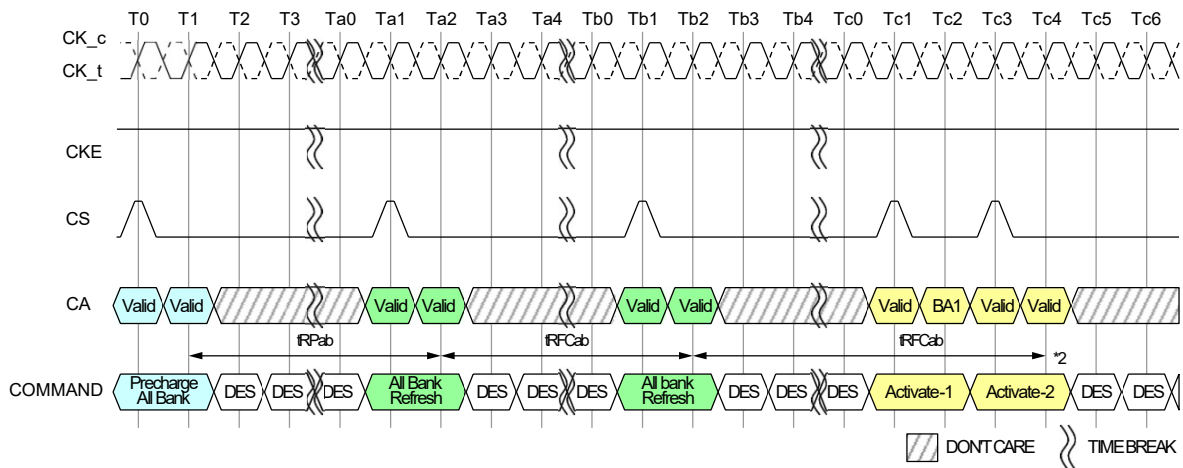 T0 T1 T2 T3 Ta0 Ta1 Ta2 Ta3 Ta4 Tb0 Tb1 Tb2 Tb3 Tb4 Tc0 Tc1 Tc2 Tc3 Tc4 Tc5 Tc6
CK_c
CK_t
CKE
CS
CA Valid Valid Valid Valid Valid Valid Valid BA1 Valid Valid
tRPab tRFCab tRFCab *2
COMMAND Precharge All Bank DES DES DES All Bank Refresh DES DES DES All bank Refresh DES DES DES Activate-1 Activate-2 DES DES
DON'T CARE TIME BREAK